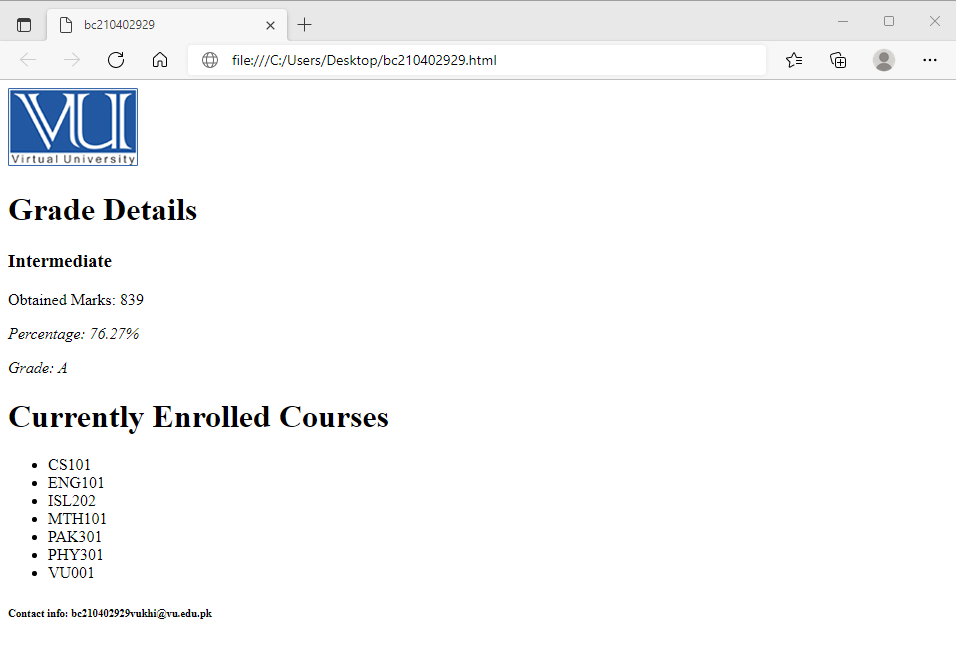 bc210402929
file:///C:/Users/Desktop/bc210402929.html
VU
Virtual University
Grade Details
Intermediate
Obtained Marks: 839
Percentage: 76.27%
Grade: A
Currently Enrolled Courses
• CS101
• ENG101
• ISL202
• MTH101
• PAK301
• PHY301
• VU001
Contact info: bc210402929vukhi@vu.edu.pk